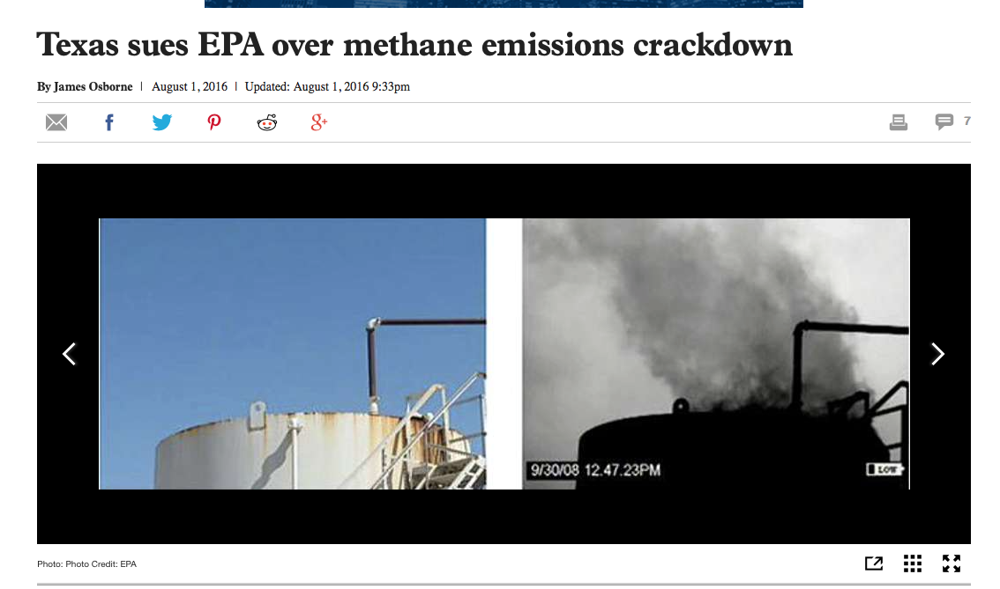 Texas sues EPA over methane emissions crackdown
By James Osborne | August 1, 2016 | Updated: August 1, 2016 9:33pm
f g+ 7
9/30/08 12.47.23PM LOW
Photo: Photo Credit: EPA